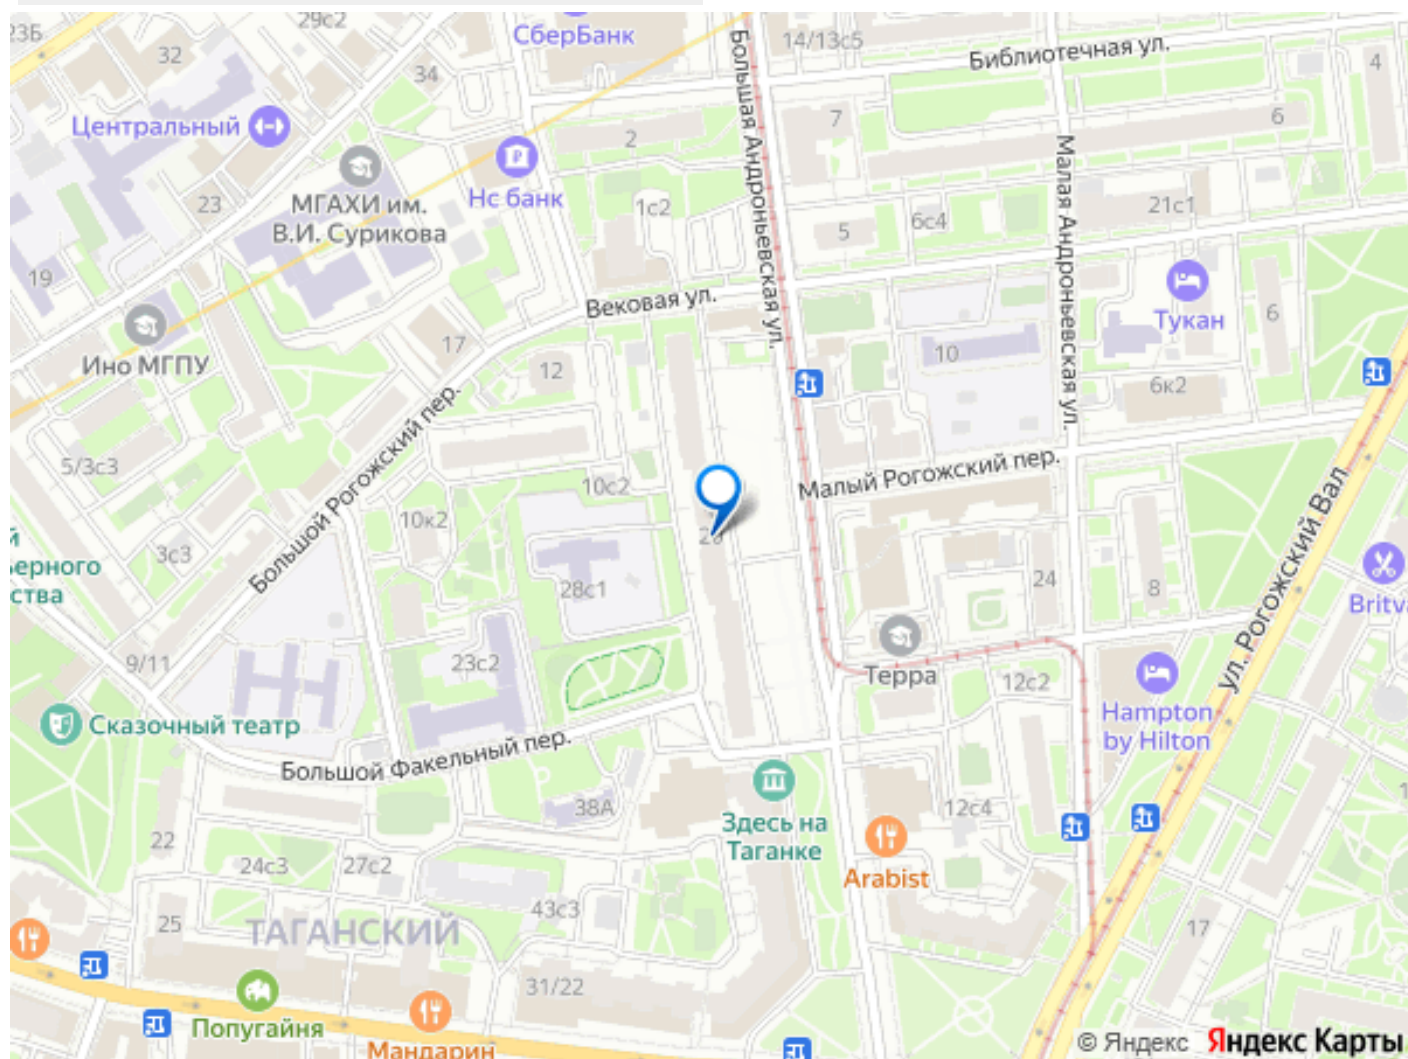 23Б
29с2
СберБанк
14/13с5
Библиотечная ул.
32
34
4
Центральный
Большая Андроньевская ул.
7
6
2
Малая Андроньевская ул.
МГАХИ им.
В.И. Сурикова
Нс банк
23
1с2
5
6с4
21с1
19
Вековая ул.
Тукан
6
Ино МГПУ
17
12
10
6к2
5/3с3
Большой Рогожский пер.
10с2
Малый Рогожский пер.
10к2
3с3
28с1
24
8
ул. Рогожский Вал
й
ьерного
ства
Britva
9/11
23с2
Терра
12с2
Сказочный театр
Hampton
by Hilton
Большой Факельный пер.
38А
Здесь на
Таганке
12с4
22
24с3
27с2
Arabist
25
ТАГАНСКИЙ
43с3
17
31/22
Попугайня
Мандарин
© Яндекс Яндекс Карты